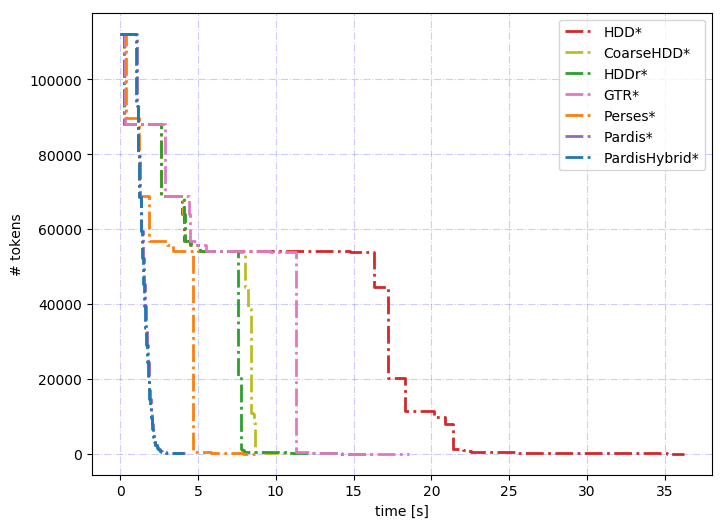 HDD*
CoarseHDD*
HDDr*
GTR*
Perses*
Pardis*
PardisHybrid*
# tokens
100000
80000
60000
40000
20000
0
0 5 10 15 20 25 30 35
time [s]